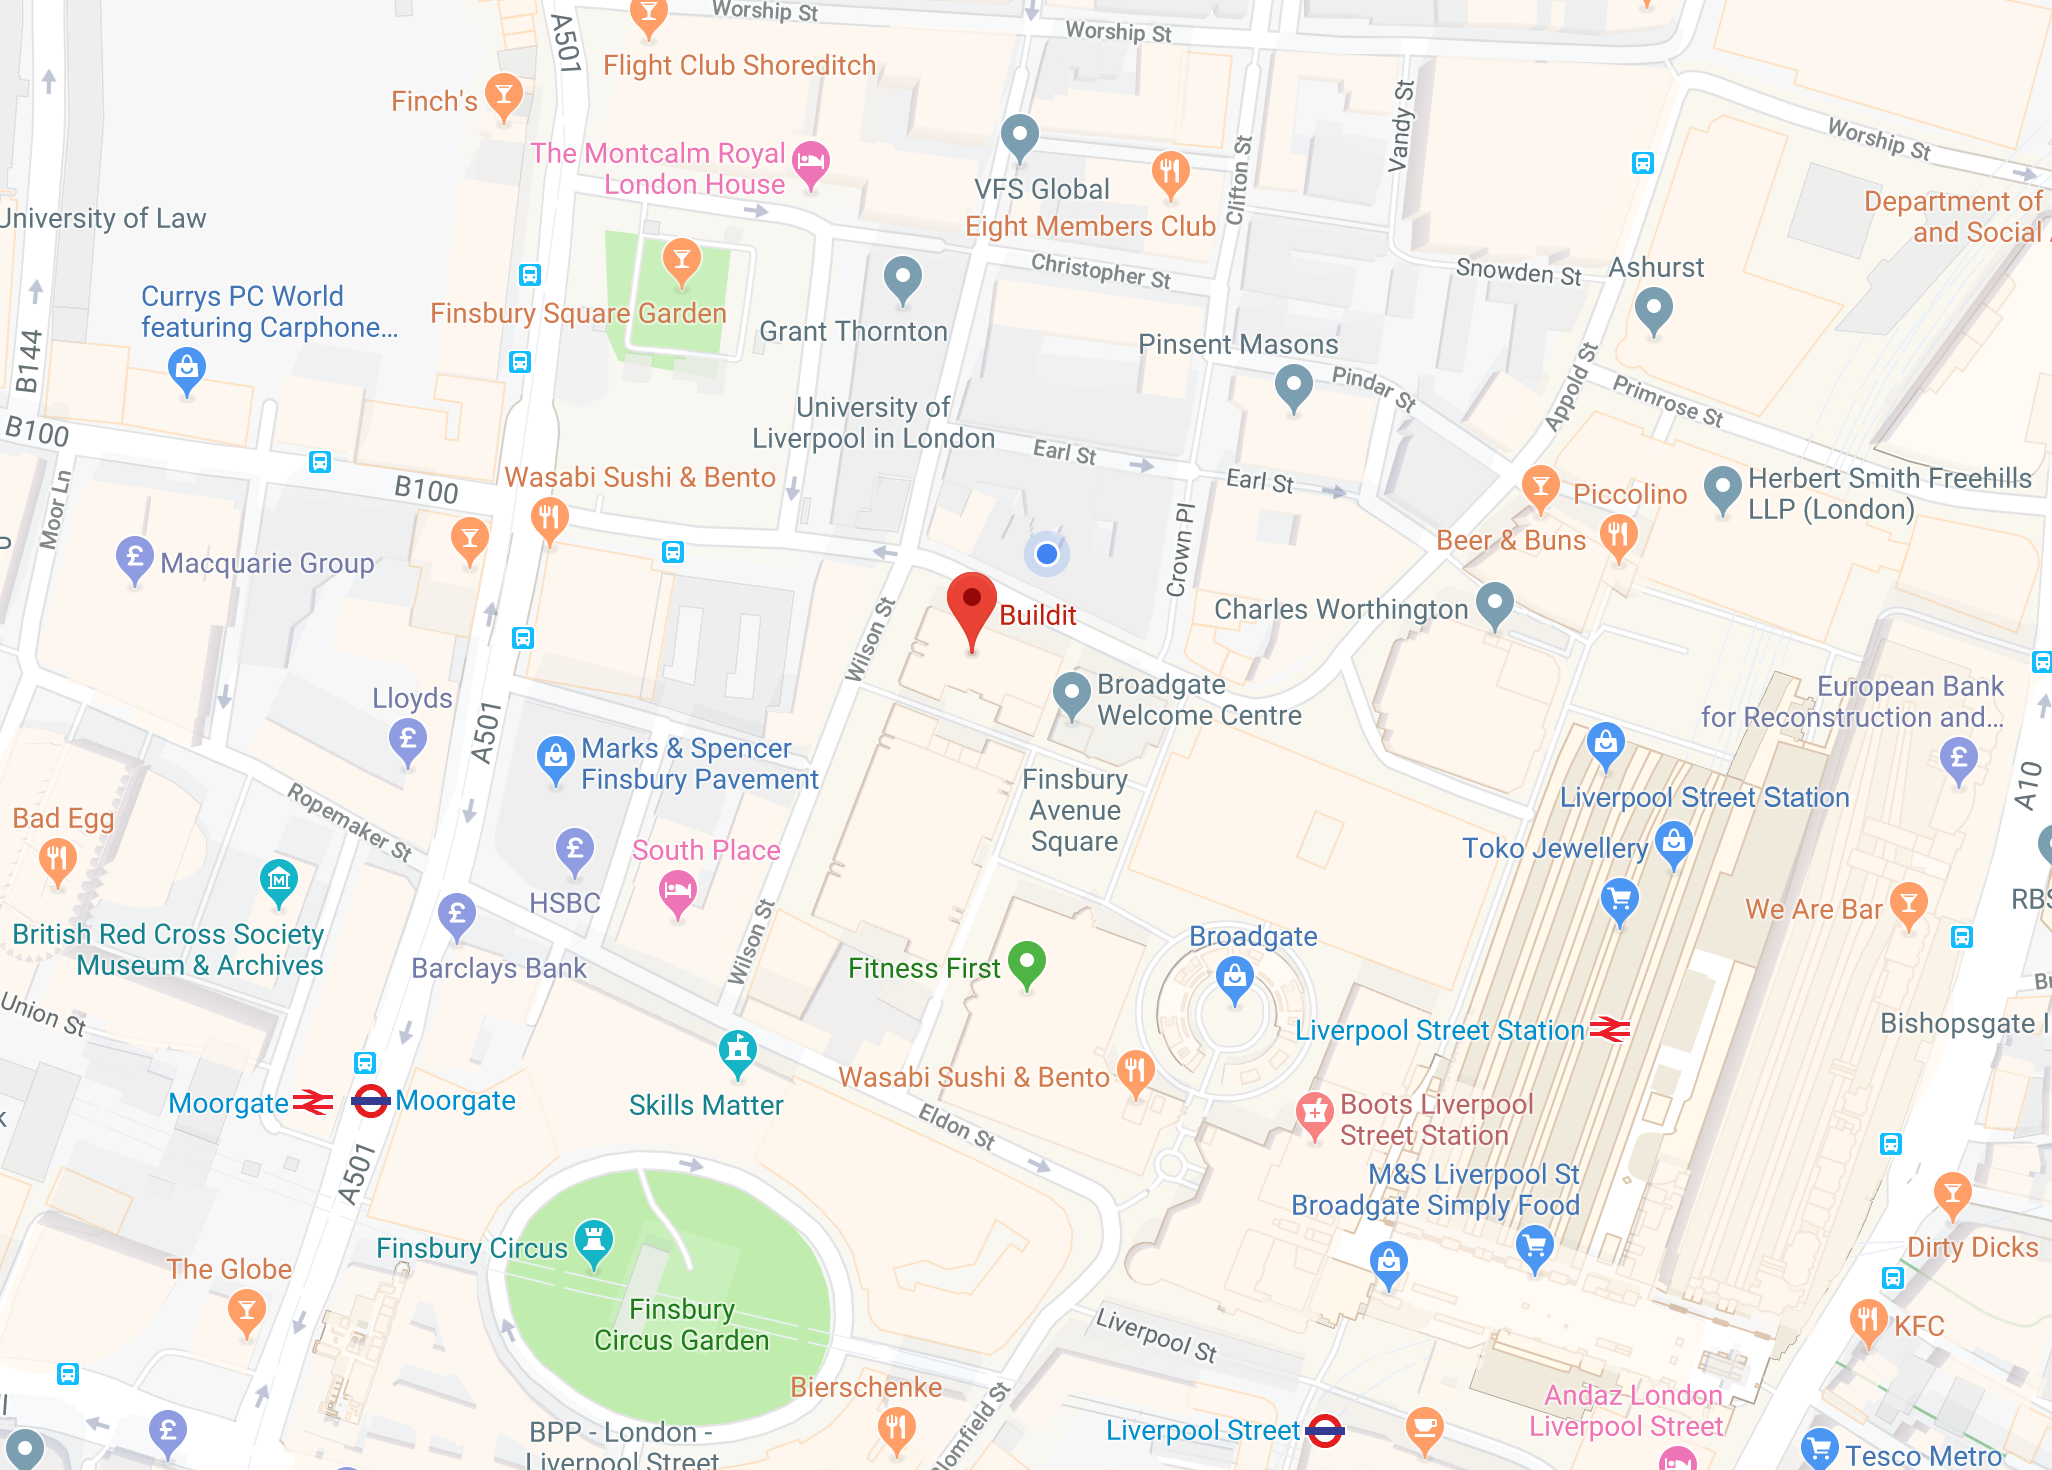 Worship St
Worship St
A501
Flight Club Shoreditch
Finch's
Vandy St
Worship St
The Montcalm Royal
London House
VFS Global
Clifton St
Eight Members Club
Department of
and Social
University of Law
Christopher St
Snowden St
Ashurst
Currys PC World
featuring Carphone...
Finsbury Square Garden
Grant Thornton
Pinsent Masons
B144
Pindar St
Appold St
Primrose St
University of
Liverpool in London
B100
Earl St
Wasabi Sushi & Bento
B100
Earl St
Piccolino
Herbert Smith Freehills
LLP (London)
Moor Ln
Crown Pl
Beer & Buns
Macquarie Group
Charles Worthington
Buildit
Wilson St
Lloyds
Broadgate
Welcome Centre
European Bank
for Reconstruction and...
A501
Marks & Spencer
Finsbury Pavement
Finsbury
Avenue
Square
A10
Liverpool Street Station
Bad Egg
Ropemaker St
South Place
Toko Jewellery
HSBC
RBS
We Are Bar
British Red Cross Society
Museum & Archives
Barclays Bank
Wilson St
Fitness First
Broadgate
Union St
Liverpool Street Station
Bishopsgate I
Moorgate
Moorgate
Skills Matter
Wasabi Sushi & Bento
Eldon St
Boots Liverpool
Street Station
A501
M&S Liverpool St
Broadgate Simply Food
Finsbury Circus
The Globe
Dirty Dicks
Finsbury
Circus Garden
Liverpool St
KFC
Bierschenke
BPP - London -
Liverpool Street
Blomfield St
Liverpool Street
Andaz London
Liverpool Street
Tesco Metro